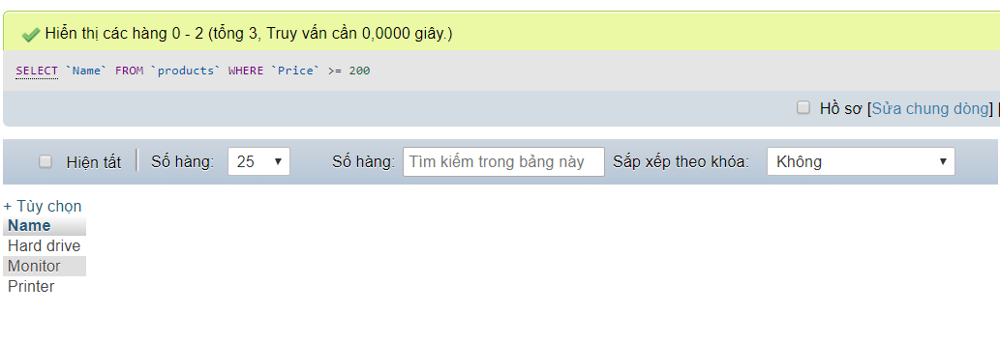 Hiển thị các hàng 0 - 2 (tổng 3, Truy vấn cần 0,0000 giây.)
SELECT `Name` FROM `products` WHERE `Price` >= 200
Hồ sơ [Sửa chung dòng] [
Hiện tất Số hàng: 25 Số hàng: Tìm kiếm trong bảng này Sắp xếp theo khóa: Không
+ Tùy chọn
Name
Hard drive
Monitor
Printer